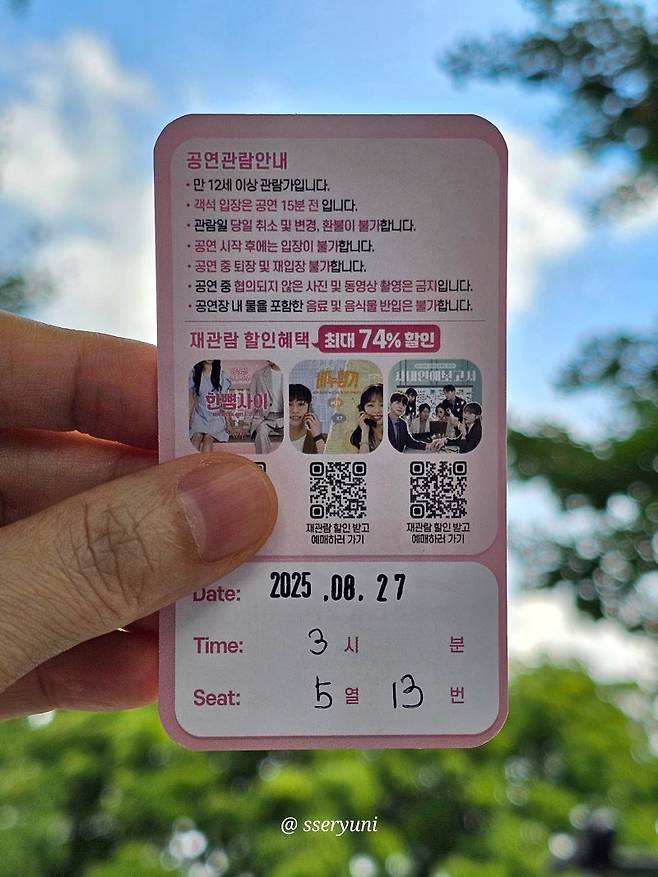 공연관람안내
• 만 12세 이상 관람가입니다.
• 객석 입장은 공연 15분 전 입니다.
• 관람일 당일 취소 및 변경, 환불이 불가합니다.
• 공연 시작 후에는 입장이 불가합니다.
• 공연 중 퇴장 및 재입장 불가합니다.
• 공연 중 협의되지 않은 사진 및 동영상 촬영은 금지입니다.
• 공연장 내 물을 포함한 음료 및 음식물 반입은 불가합니다.
재관람 할인혜택 최대 74% 할인
한뼘사이 사내연애보고서
재관람 할인 받고 재관람 할인 받고
예매하러 가기 예매하러 가기
Date: 2025.08.27
Time: 3 시 분
Seat: 5 열 13 번
@ sseryuni